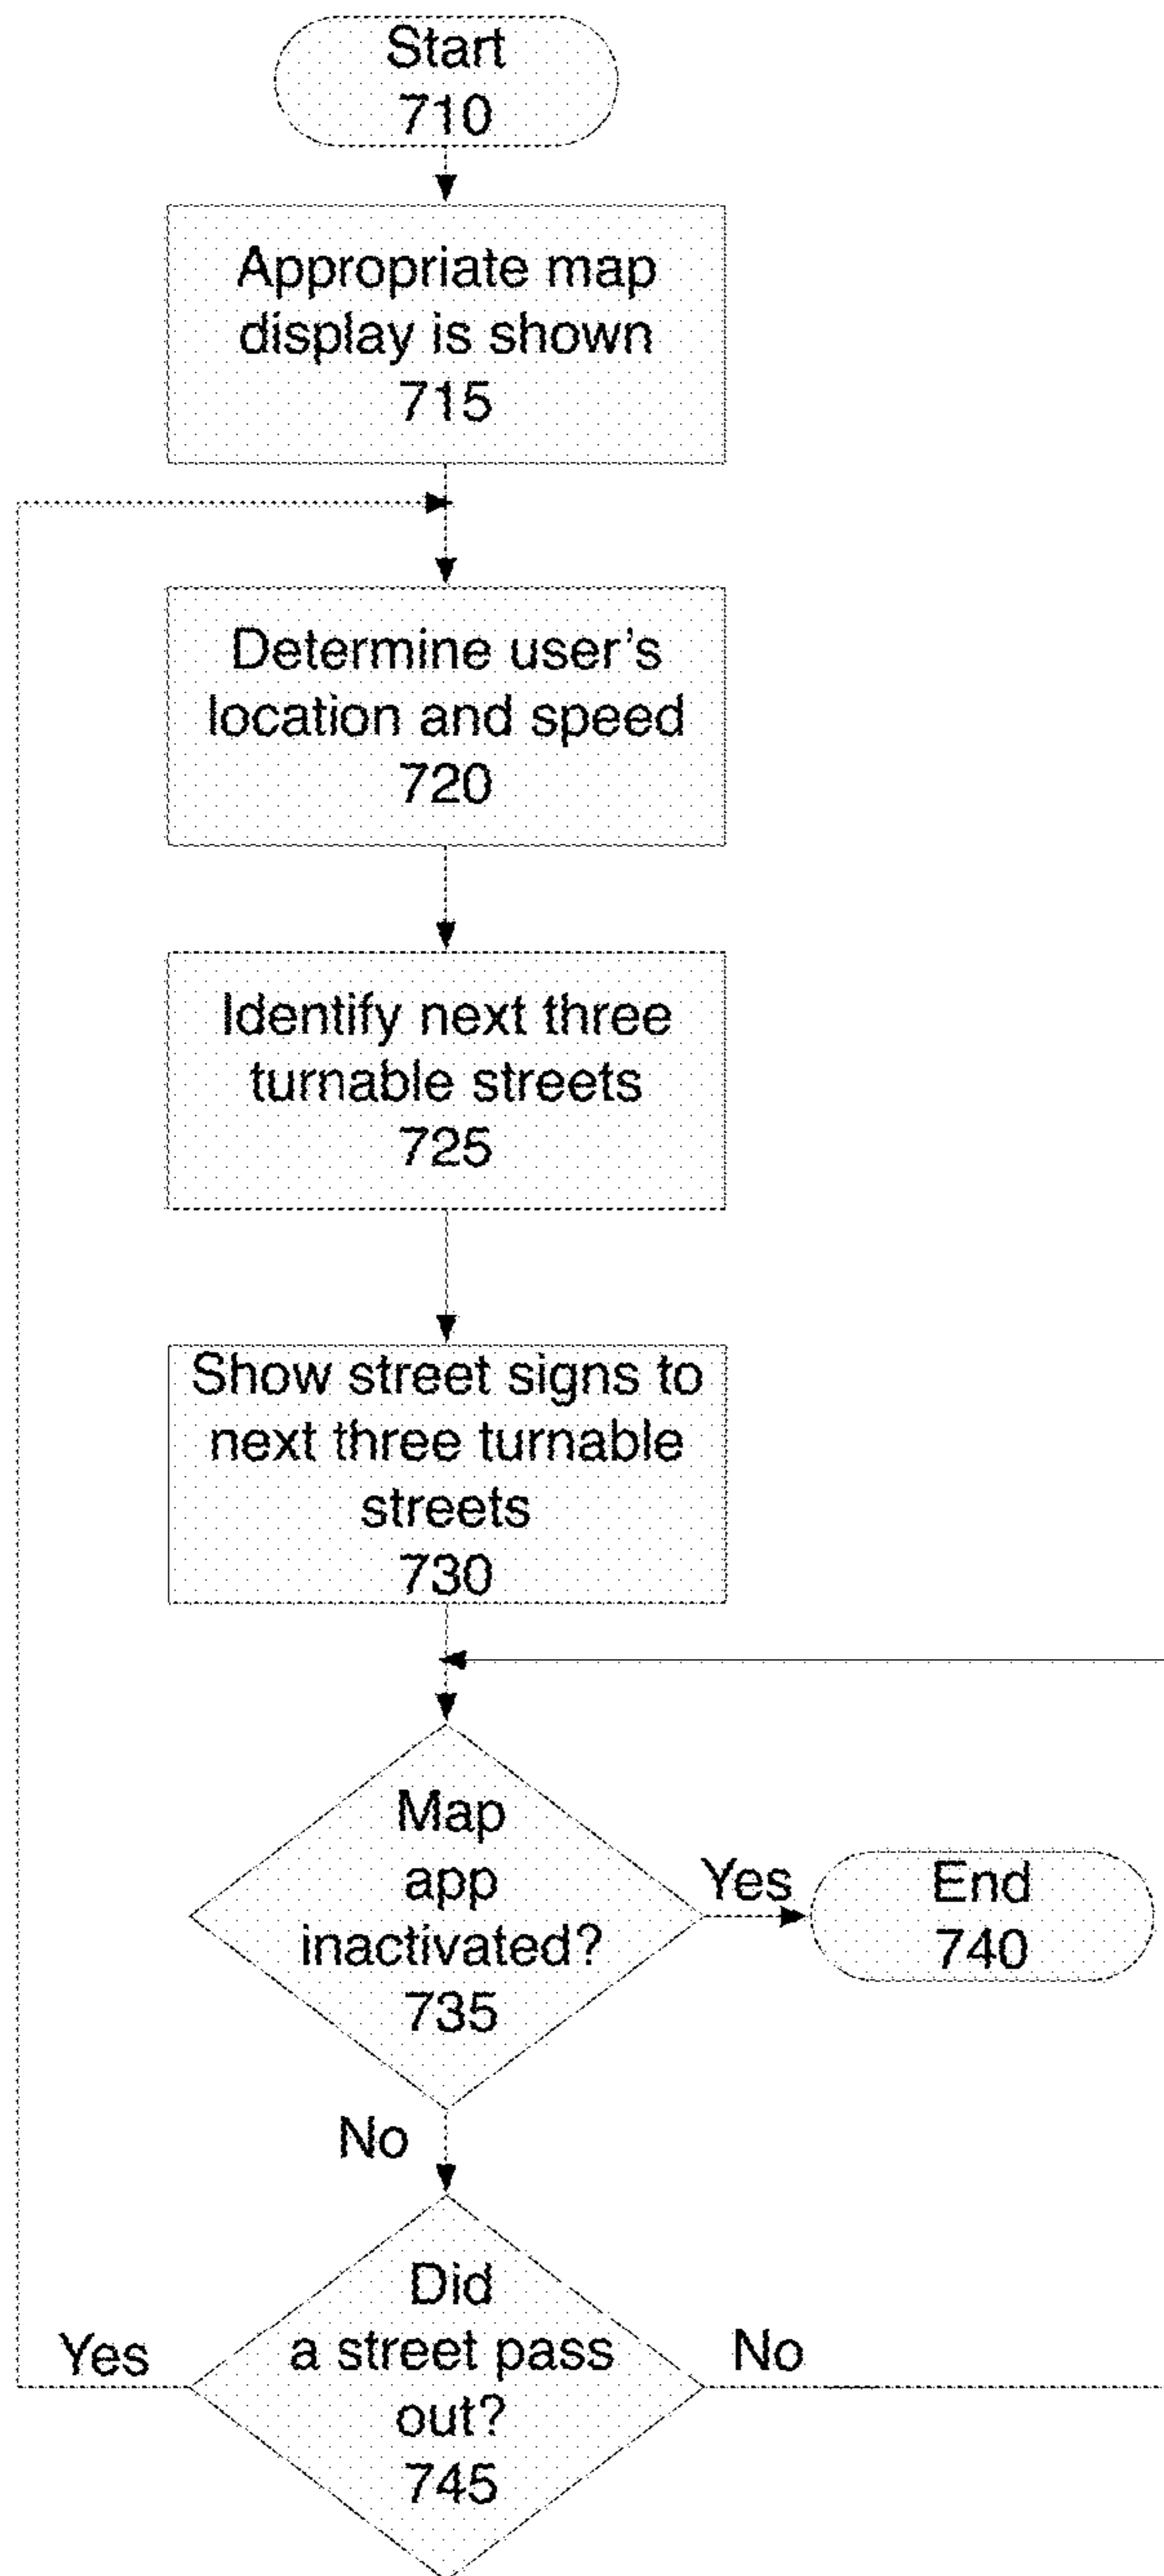 Start
710
Appropriate map
display is shown
715
Determine user's
location and speed
720
Identify next three
turnable streets
725
Show street signs to
next three turnable
streets
730
Map
app
inactivated?
735
Yes
End
740
No
Did
a street pass
out?
745
Yes
No